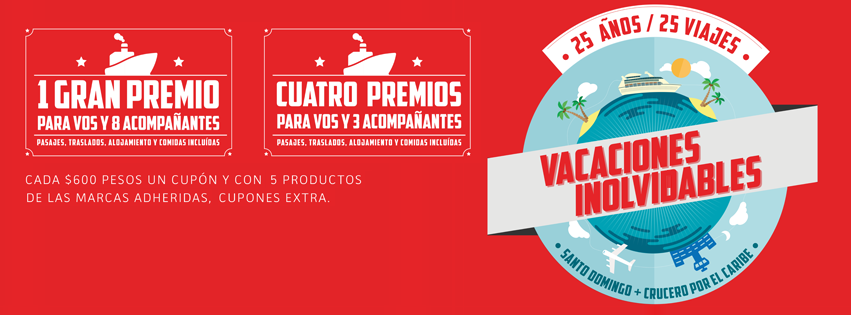 1 GRAN PREMIO
PARA VOS Y 8 ACOMPAÑANTES
PASAJES, TRASLADOS, ALOJAMIENTO Y COMIDAS INCLUÍDAS
CUATRO PREMIOS
PARA VOS Y 3 ACOMPAÑANTES
PASAJES, TRASLADOS, ALOJAMIENTO Y COMIDAS INCLUÍDAS
CADA $600 PESOS UN CUPÓN Y CON 5 PRODUCTOS
DE LAS MARCAS ADHERIDAS, CUPONES EXTRA.
• 25 AÑOS / 25 VIAJES •
VACACIONES
INOLVIDABLES
• SANTO DOMINGO + CRUCERO POR EL CARIBE •